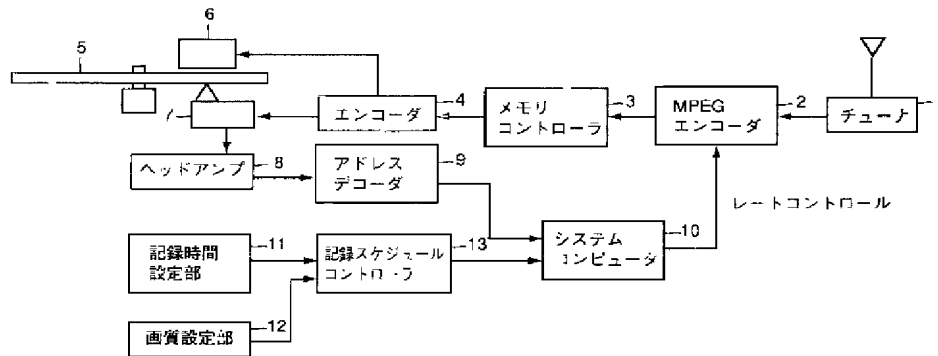 6
5
4
エンコーダ
3
メモリ
コントローラ
2
MPEG
エンコーダ
チューナ
7
8
ヘッドアンプ
9
アドレス
デコーダ
レートコントロール
11
記録時間
設定部
13
記録スケジュール
コントローラ
10
システム
コンピュータ
12
画質設定部